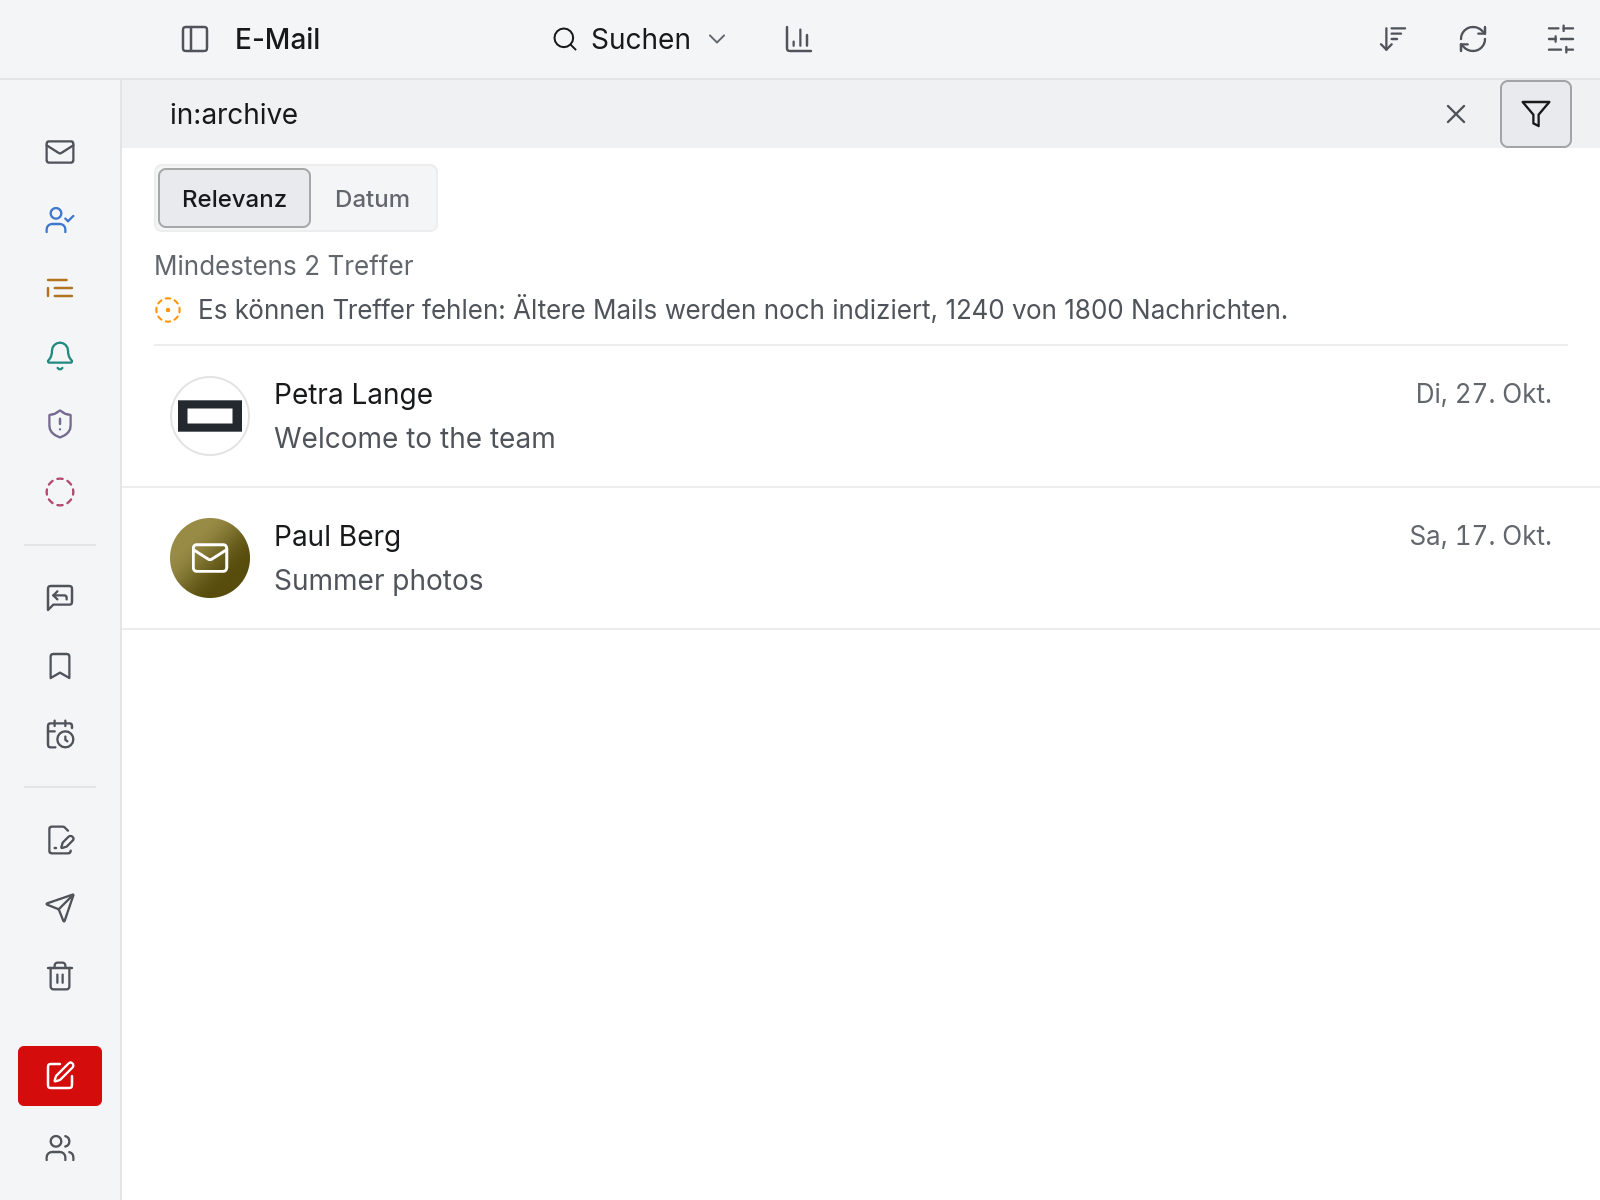 E-Mail
Suchen
in:archive
Relevanz
Datum
Mindestens 2 Treffer
Es können Treffer fehlen: Ältere Mails werden noch indiziert, 1240 von 1800 Nachrichten.
Petra Lange
Di, 27. Okt.
Welcome to the team
Paul Berg
Sa, 17. Okt.
Summer photos